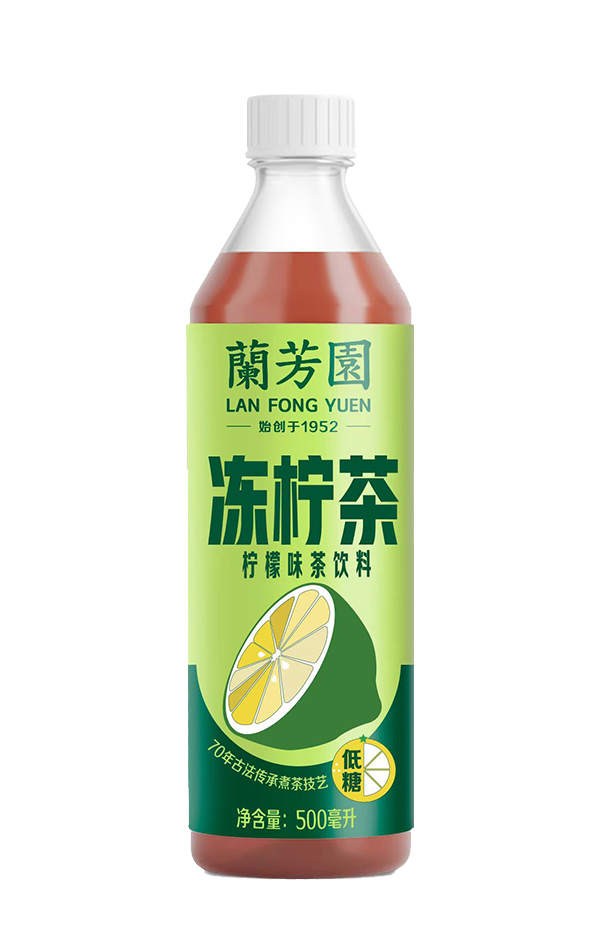 蘭芳園
LAN FONG YUEN
始创于1952
冻柠茶
柠檬味茶饮料
70年古法传承煮茶技艺
低糖
净含量：500毫升